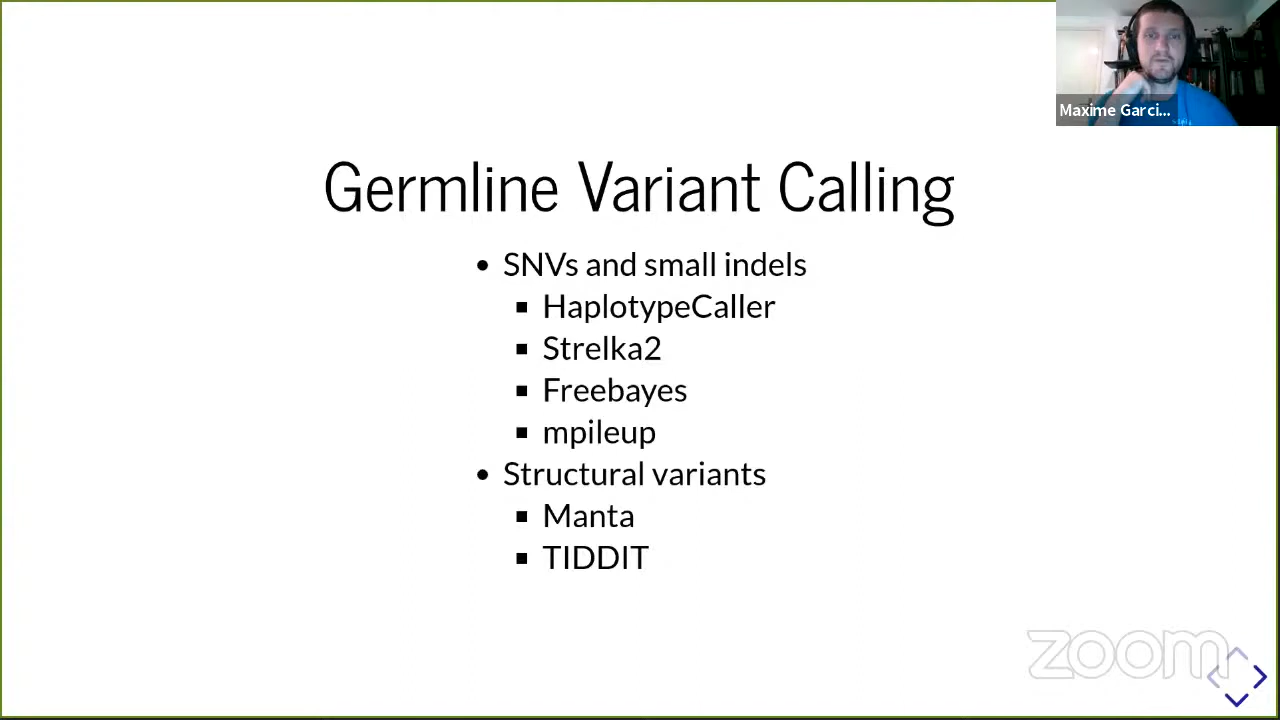 Maxime Garci...
Germline Variant Calling
• SNVs and small indels
▪ HaplotypeCaller
▪ Strelka2
▪ Freebayes
▪ mpileup
• Structural variants
▪ Manta
▪ TIDDIT
zoom